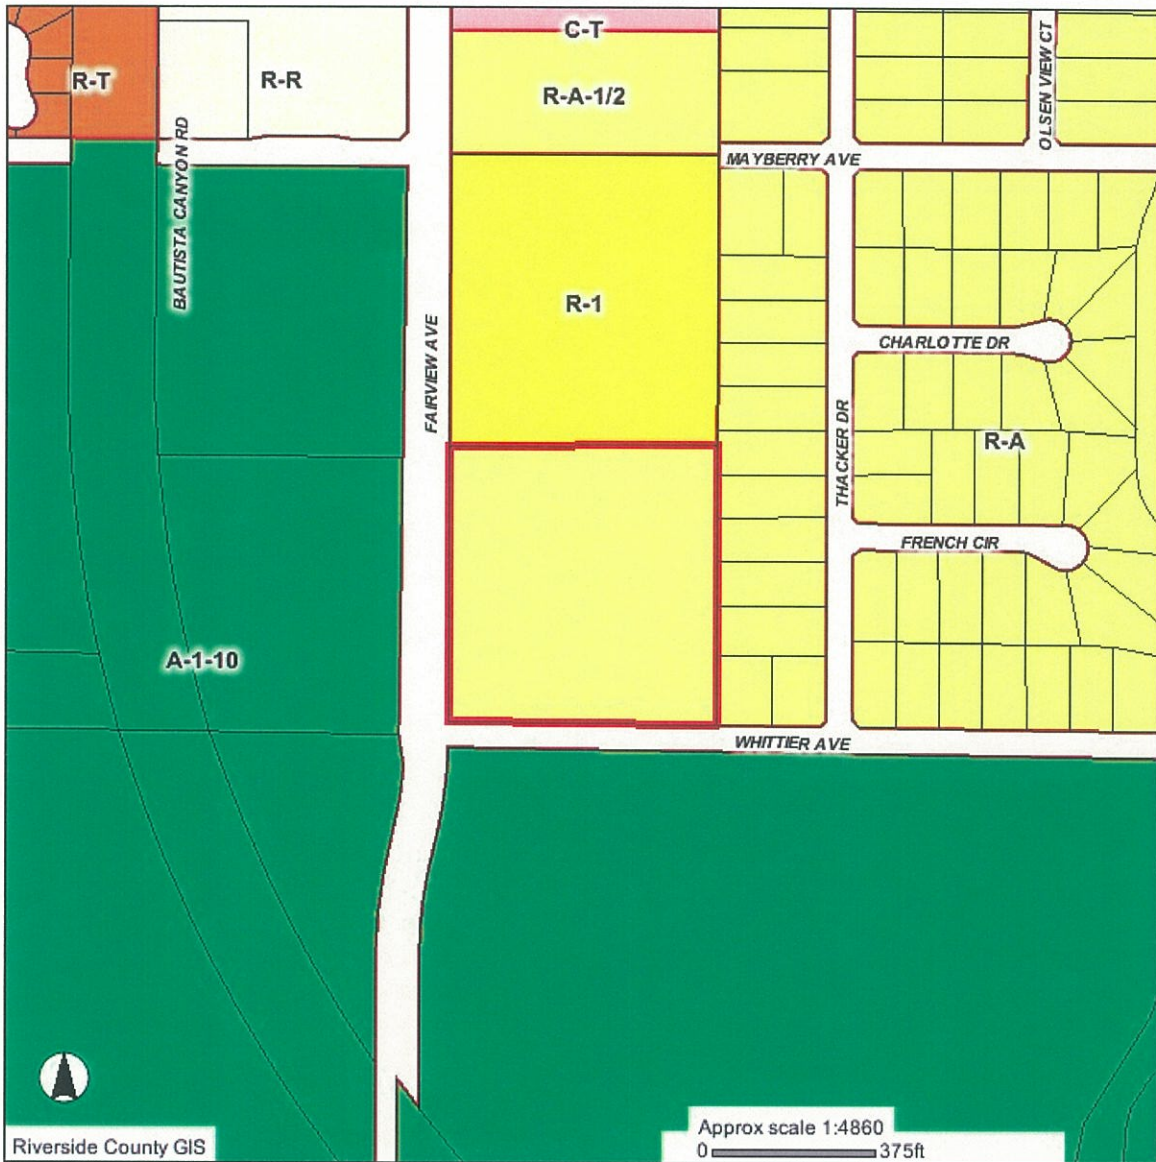 C-T
R-T
R-R
R-A-1/2
OLSEN VIEW CT
MAYBERRY AVE
BAUTISTA CANYON RD
R-1
FAIRVIEW AVE
CHARLOTTE DR
THACKER DR
R-A
FRENCH CIR
A-1-10
WHITTIER AVE
Riverside County GIS
Approx scale 1:4860
0 375ft